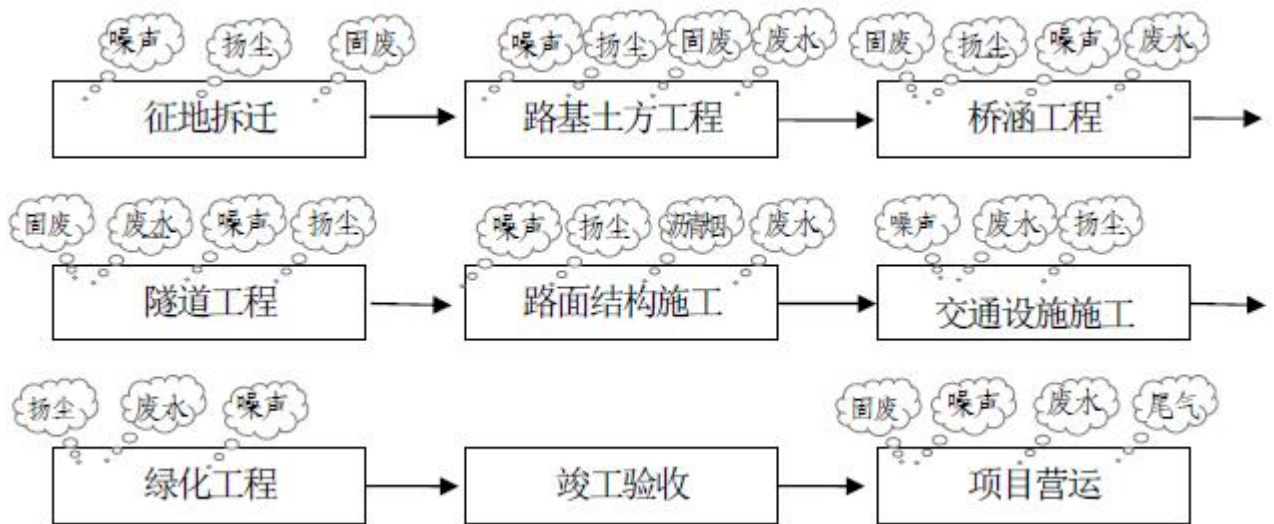 噪声 扬尘 固废 噪声 扬尘 固废 废水 固废 扬尘 噪声 废水
征地拆迁 路基土方工程 桥涵工程
固废 废水 噪声 扬尘 噪声 扬尘 沥青烟 废水 噪声 废水 扬尘
隧道工程 路面结构施工 交通设施施工
扬尘 废水 噪声 固废 噪声 废水 尾气
绿化工程 竣工验收 项目营运